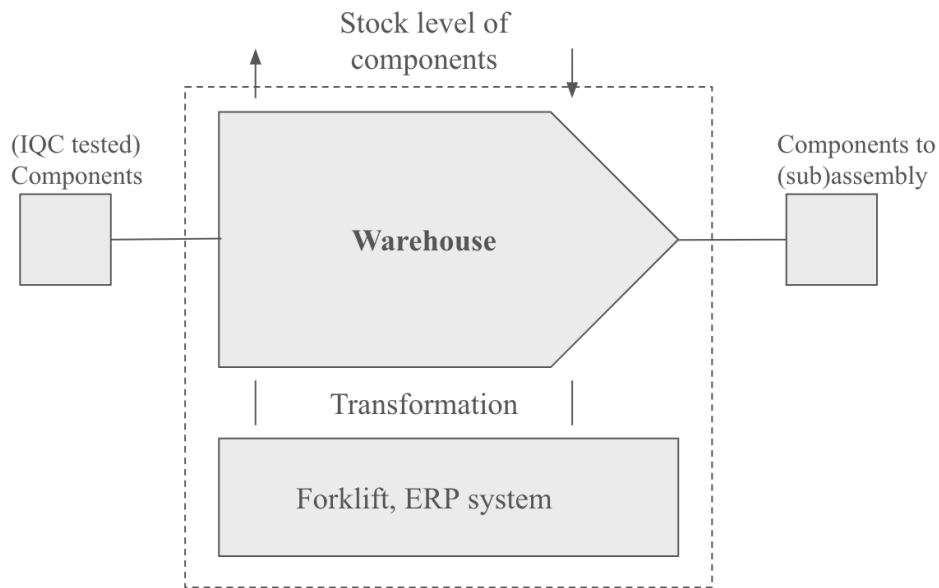 Stock level of
components
(IQC tested)
Components
Components to
(sub)assembly
Warehouse
Transformation
Forklift, ERP system